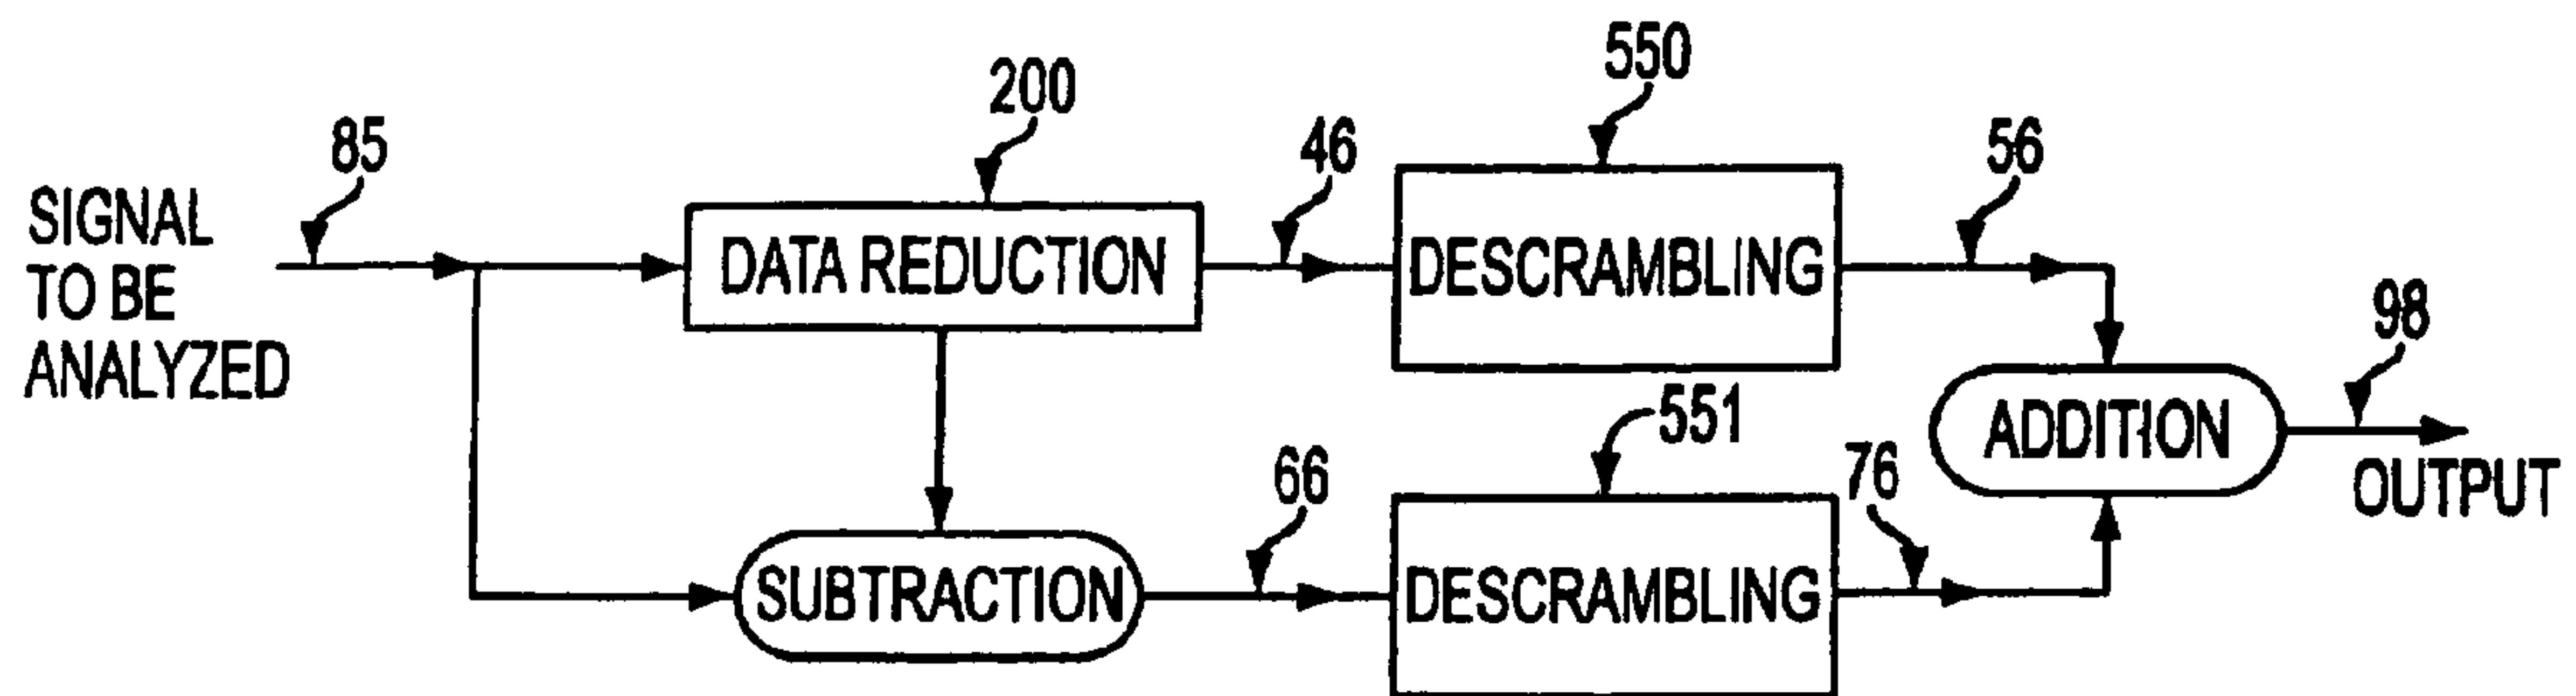 550
200
85
46
56
SIGNAL
TO BE
ANALYZED
DATA REDUCTION
DESCRAMBLING
98
551
ADDITION
66
76
OUTPUT
SUBTRACTION
DESCRAMBLING